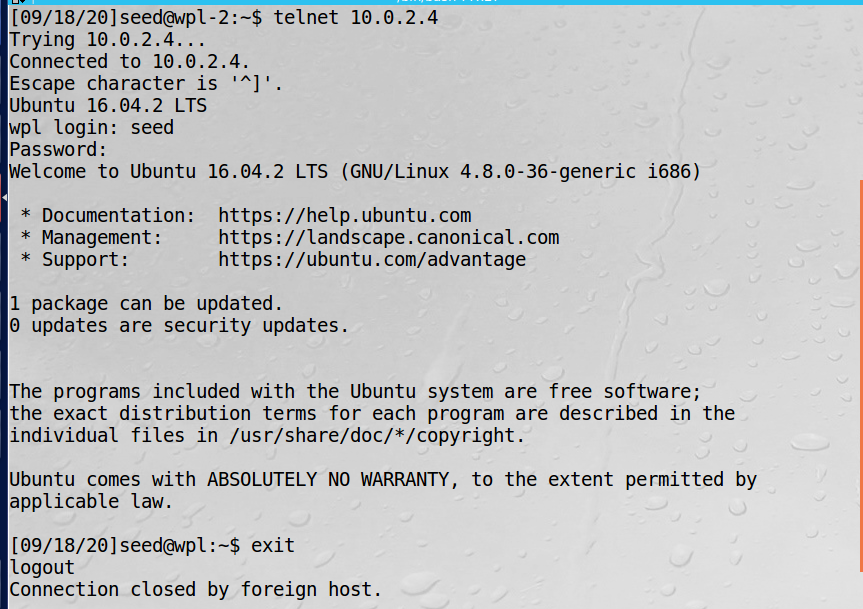 [09/18/20]seed@wpl-2:~$ telnet 10.0.2.4
Trying 10.0.2.4...
Connected to 10.0.2.4.
Escape character is '^]'.
Ubuntu 16.04.2 LTS
wpl login: seed
Password:
Welcome to Ubuntu 16.04.2 LTS (GNU/Linux 4.8.0-36-generic i686)

 * Documentation:  https://help.ubuntu.com
 * Management:     https://landscape.canonical.com
 * Support:        https://ubuntu.com/advantage

1 package can be updated.
0 updates are security updates.

The programs included with the Ubuntu system are free software;
the exact distribution terms for each program are described in the
individual files in /usr/share/doc/*/copyright.

Ubuntu comes with ABSOLUTELY NO WARRANTY, to the extent permitted by
applicable law.

[09/18/20]seed@wpl:~$ exit
logout
Connection closed by foreign host.